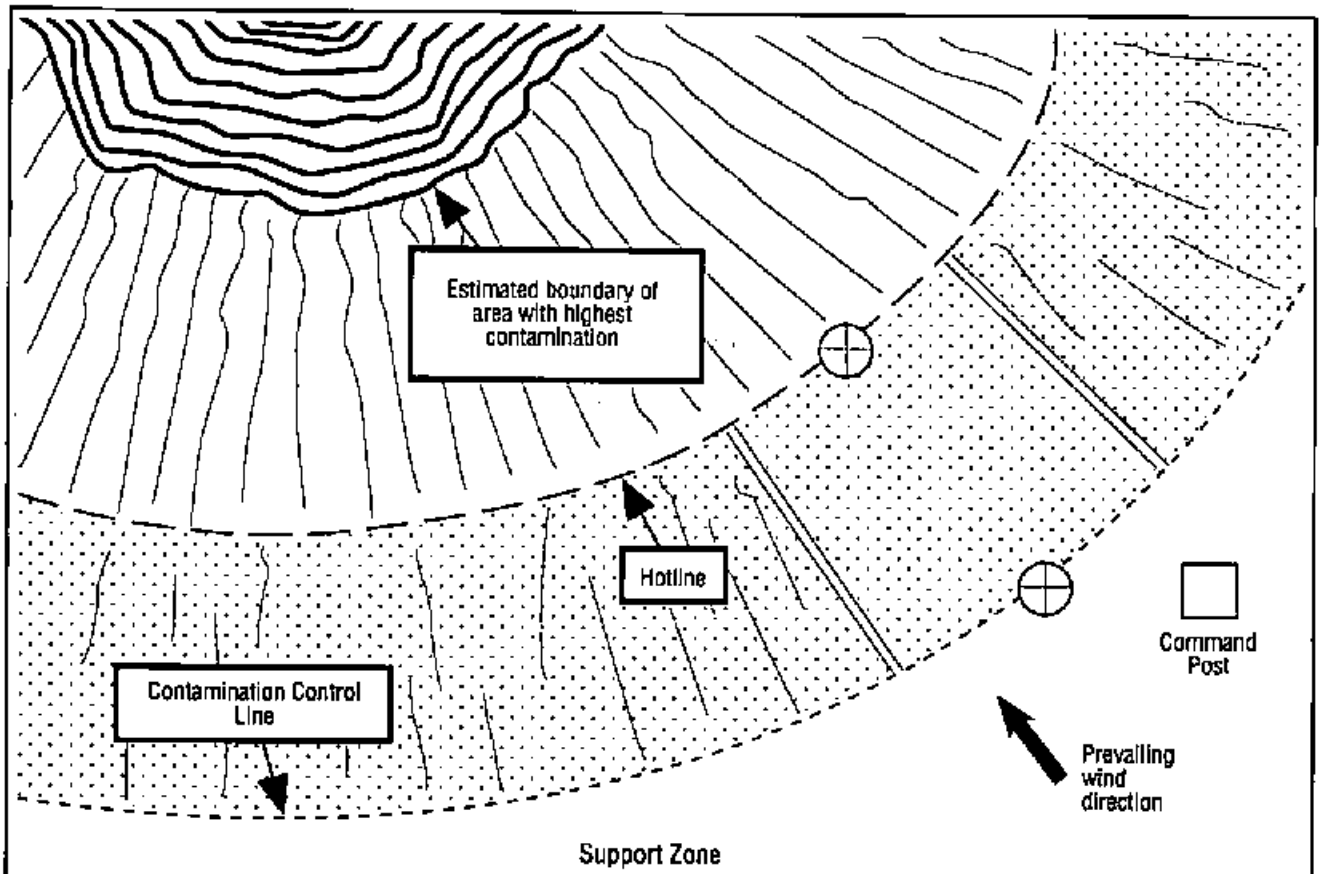 Estimated boundary of
area with highest
contamination
Hotline
Contamination Control
Line
Command
Post
Prevailing
wind
direction
Support Zone